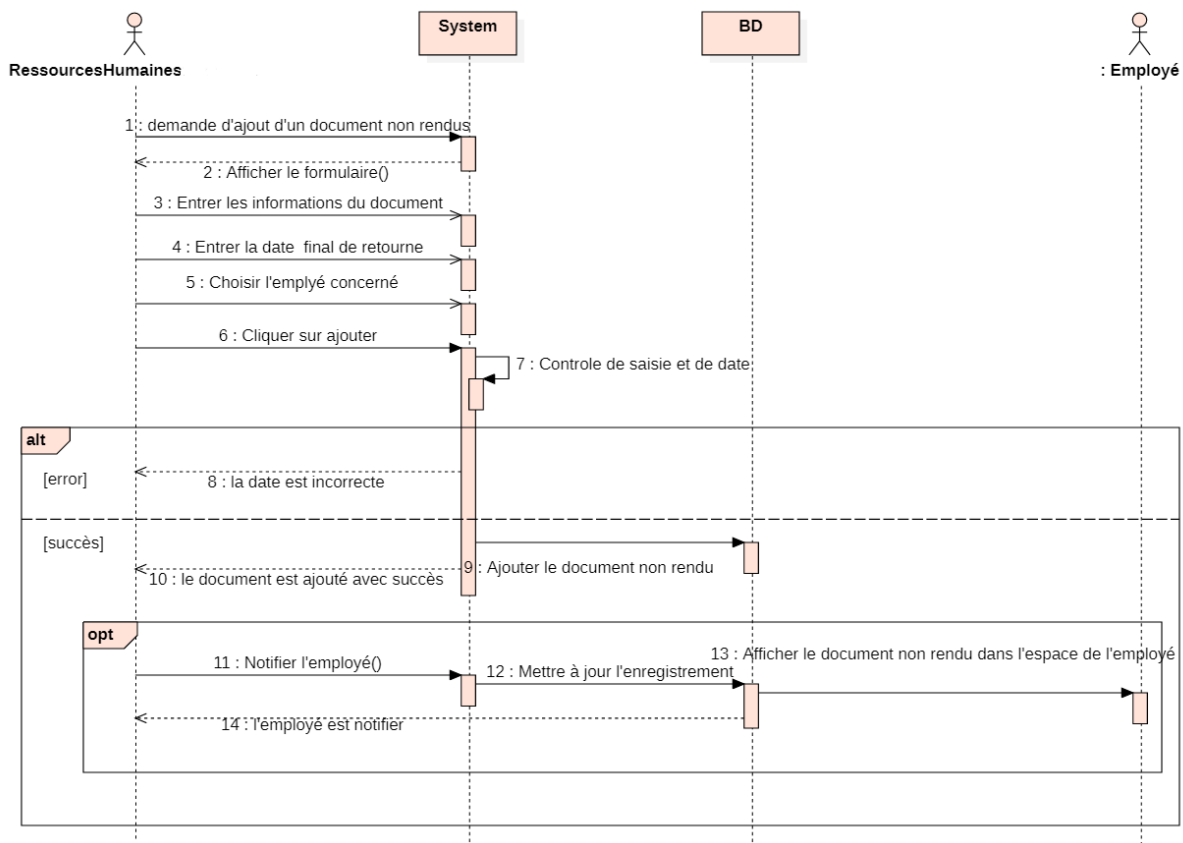 System
BD
RessourcesHumaines
: Employé
1 : demande d'ajout d'un document non rendus
2 : Afficher le formulaire()
3 : Entrer les informations du document
4 : Entrer la date  final de retourne
5 : Choisir l'emplyé concerné
6 : Cliquer sur ajouter
7 : Controle de saisie et de date
alt
[error]
8 : la date est incorrecte
[succès]
9 : Ajouter le document non rendu
10 : le document est ajouté avec succès
opt
11 : Notifier l'employé()
12 : Mettre à jour l'enregistrement
13 : Afficher le document non rendu dans l'espace de l'employé
14 : l'employé est notifier